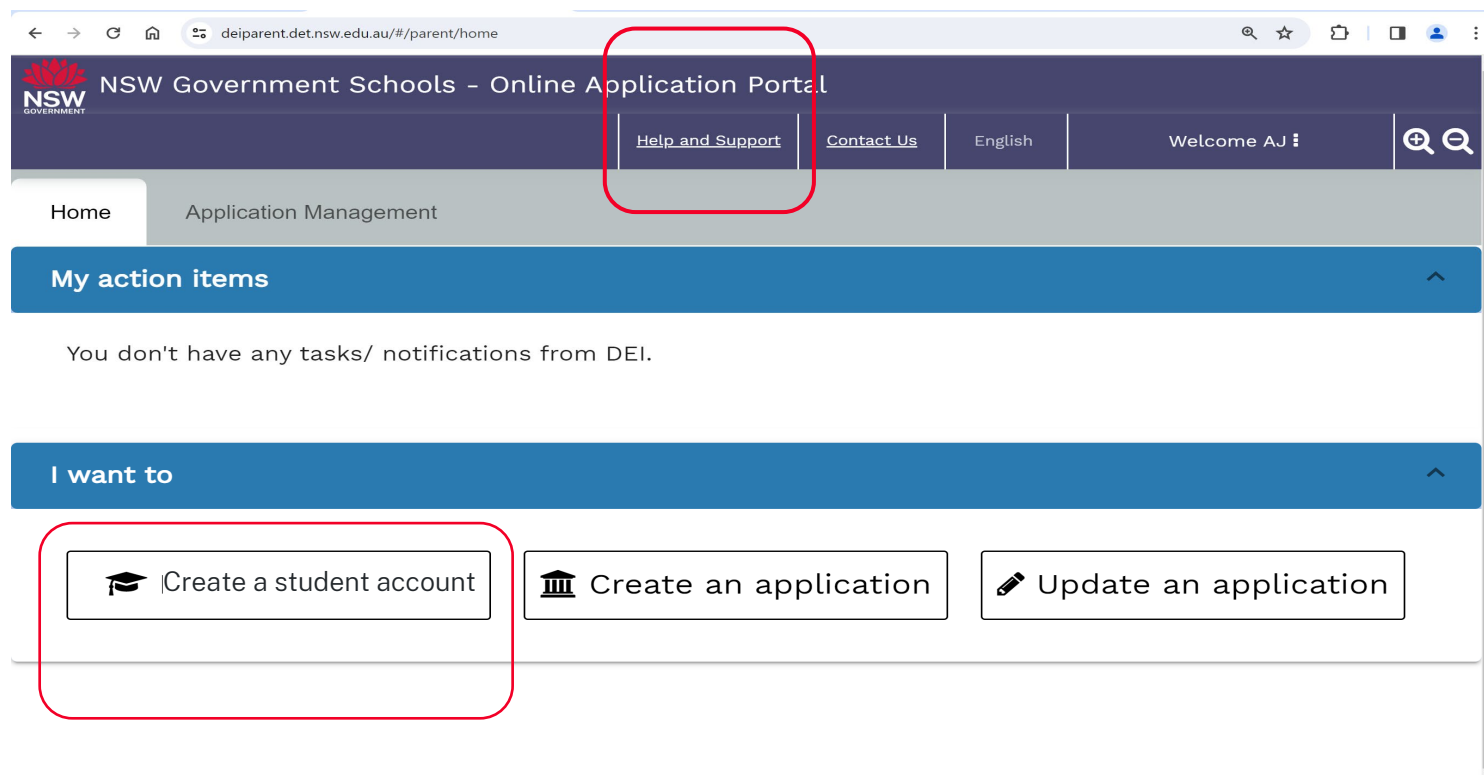 deiparent.det.nsw.edu.au/#/parent/home
NSW GOVERNMENT
NSW Government Schools - Online Application Portal
Help and Support Contact Us English Welcome AJ
Home Application Management
My action items
You don't have any tasks/ notifications from DEI.
I want to
Create a student account Create an application Update an application